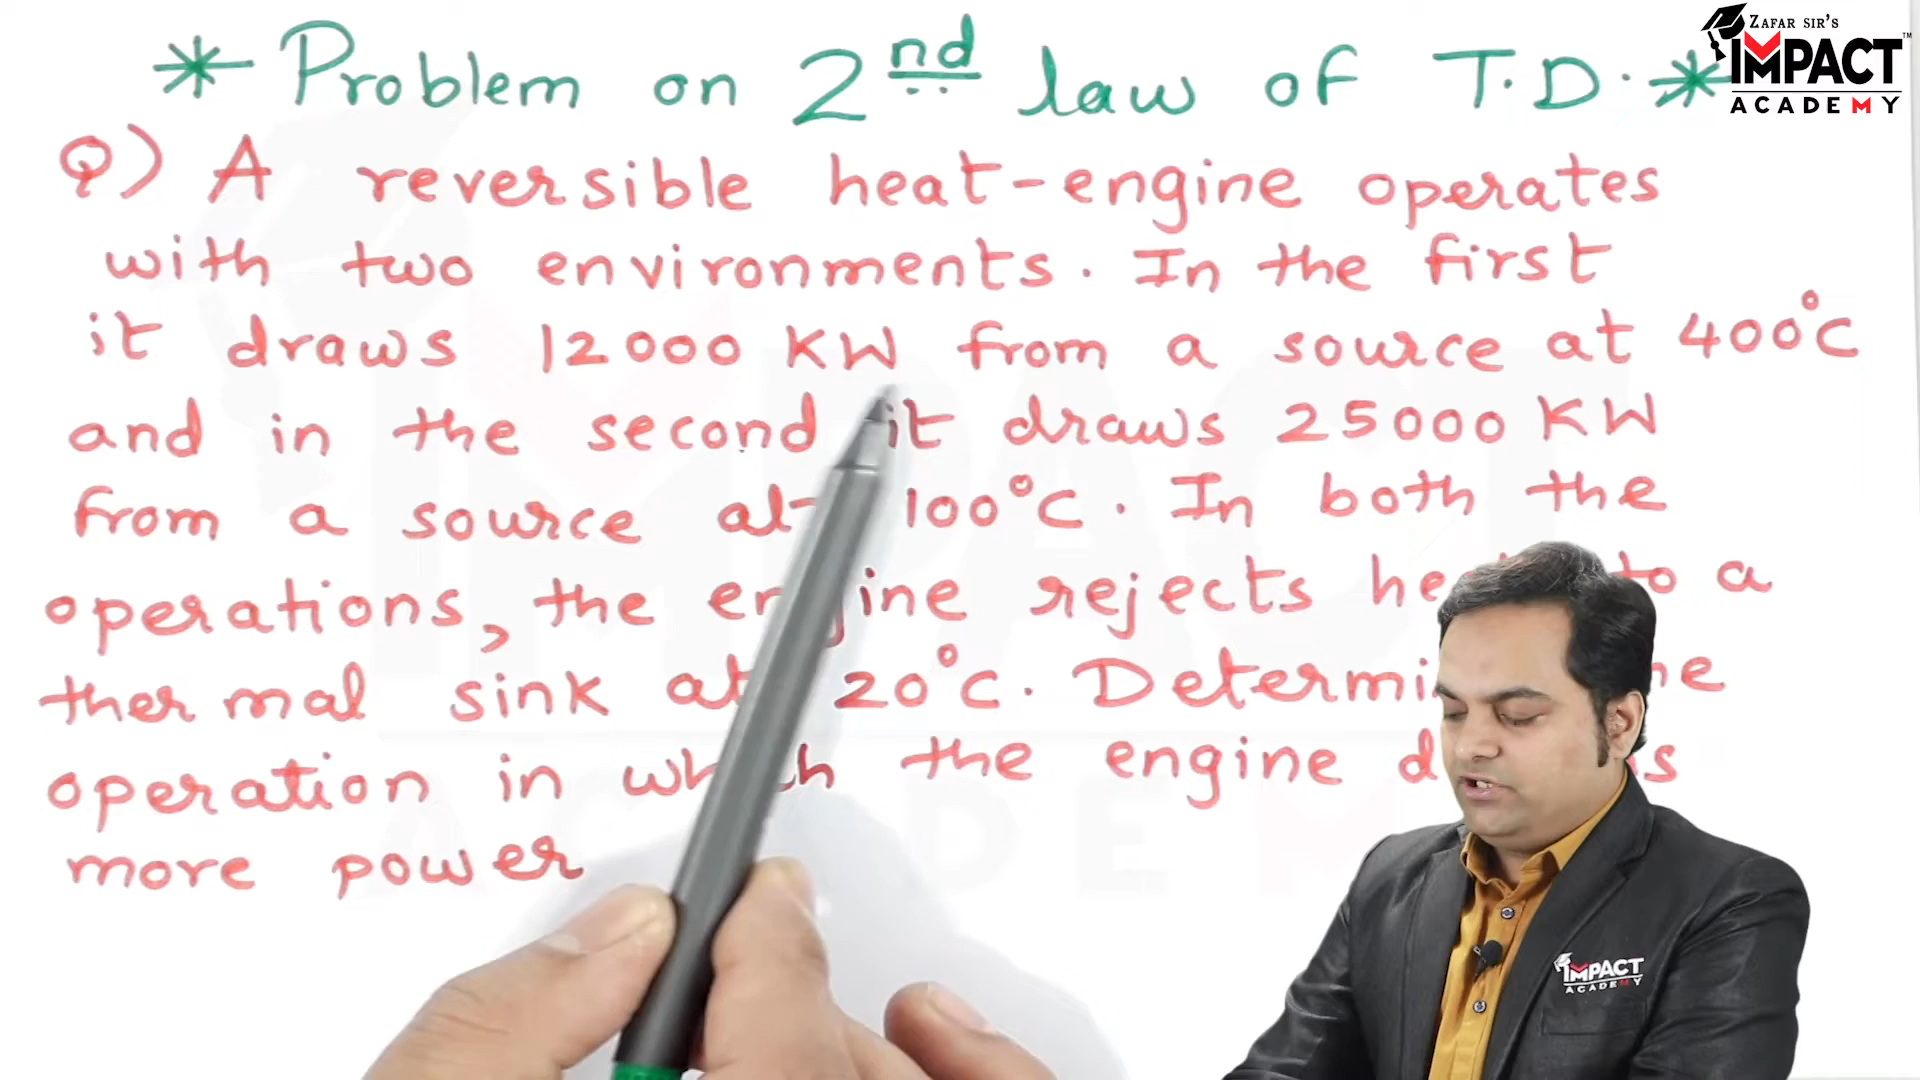 * Problem on 2nd law of T.D. *
ZAFAR SIR'S
IMPACT™
ACADEMY
Q) A reversible heat-engine operates
with two environments. In the first
it draws 12000 KW from a source at 400°C
and in the second it draws 25000 KW
from a source at 100°C. In both the
operations, the engine rejects to a
thermal sink at 20°C.
operation in the engine
more power
IMPACT
ACADEMY
IMPACT
ACADEMY